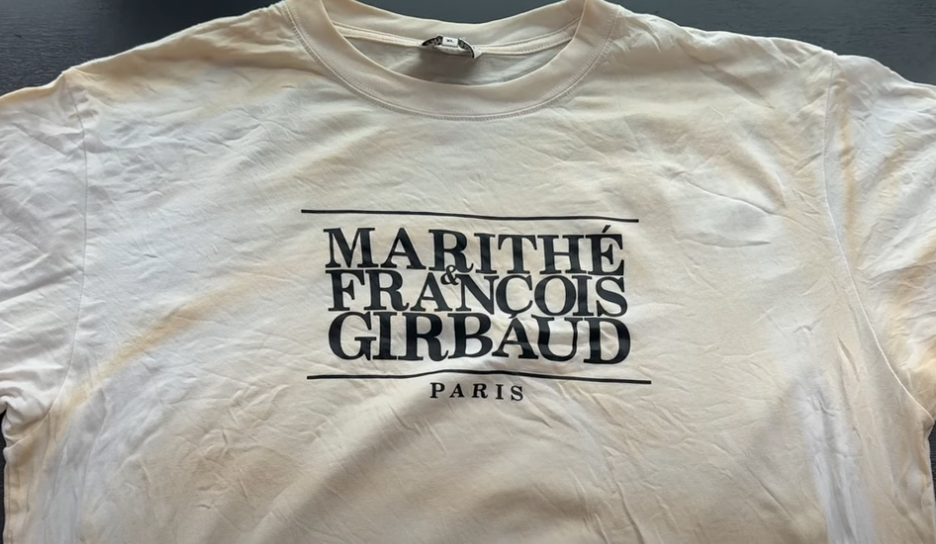 MARITHÉ
&
FRANÇOIS
GIRBAUD
PARIS